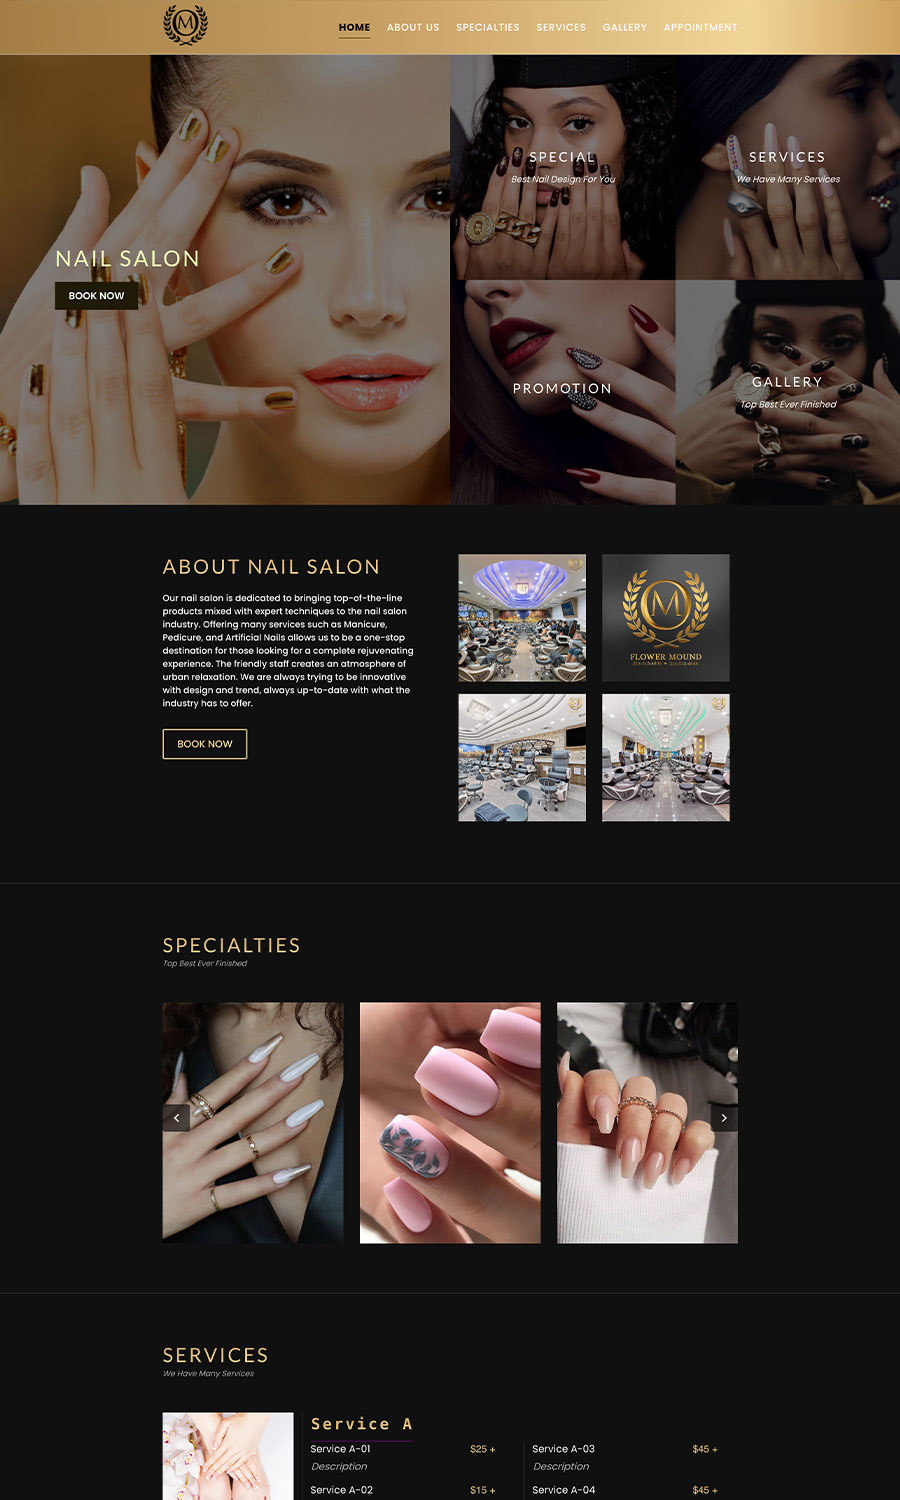 M
HOME ABOUT US SPECIALTIES SERVICES GALLERY APPOINTMENT
NAIL SALON
BOOK NOW
SPECIAL
Best Nail Design For You
SERVICES
We Have Many Services
PROMOTION
GALLERY
Top Best Ever Finished
ABOUT NAIL SALON
Our nail salon is dedicated to bringing top-of-the-line
products mixed with expert techniques to the nail salon
industry. Offering many services such as Manicure,
Pedicure, and Artificial Nails allows us to be a one-stop
destination for those looking for a complete rejuvenating
experience. The friendly staff creates an atmosphere of
urban relaxation. We are always trying to be innovative
with design and trend, always up-to-date with what the
industry has to offer.
BOOK NOW
M
FLOWER MOUND
SPECIALTIES
Top Best Ever Finished
SERVICES
We Have Many Services
Service A
Service A-01 $25 +
Description
Service A-02 $15 +
Service A-03 $45 +
Description
Service A-04 $45 +